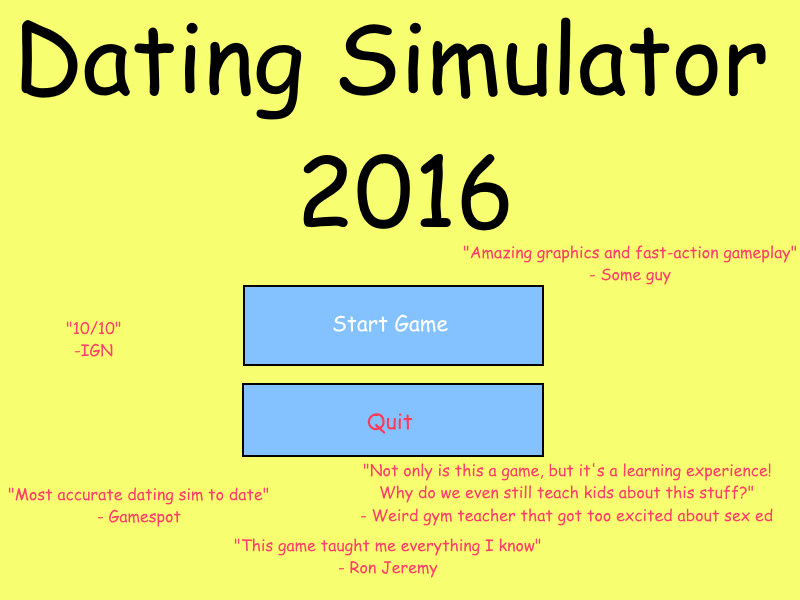 Dating Simulator
2016
"Amazing graphics and fast-action gameplay"
- Some guy
Start Game
"10/10"
-IGN
Quit
"Not only is this a game, but it's a learning experience!
Why do we even still teach kids about this stuff?"
- Weird gym teacher that got too excited about sex ed
"Most accurate dating sim to date"
- Gamespot
"This game taught me everything I know"
- Ron Jeremy